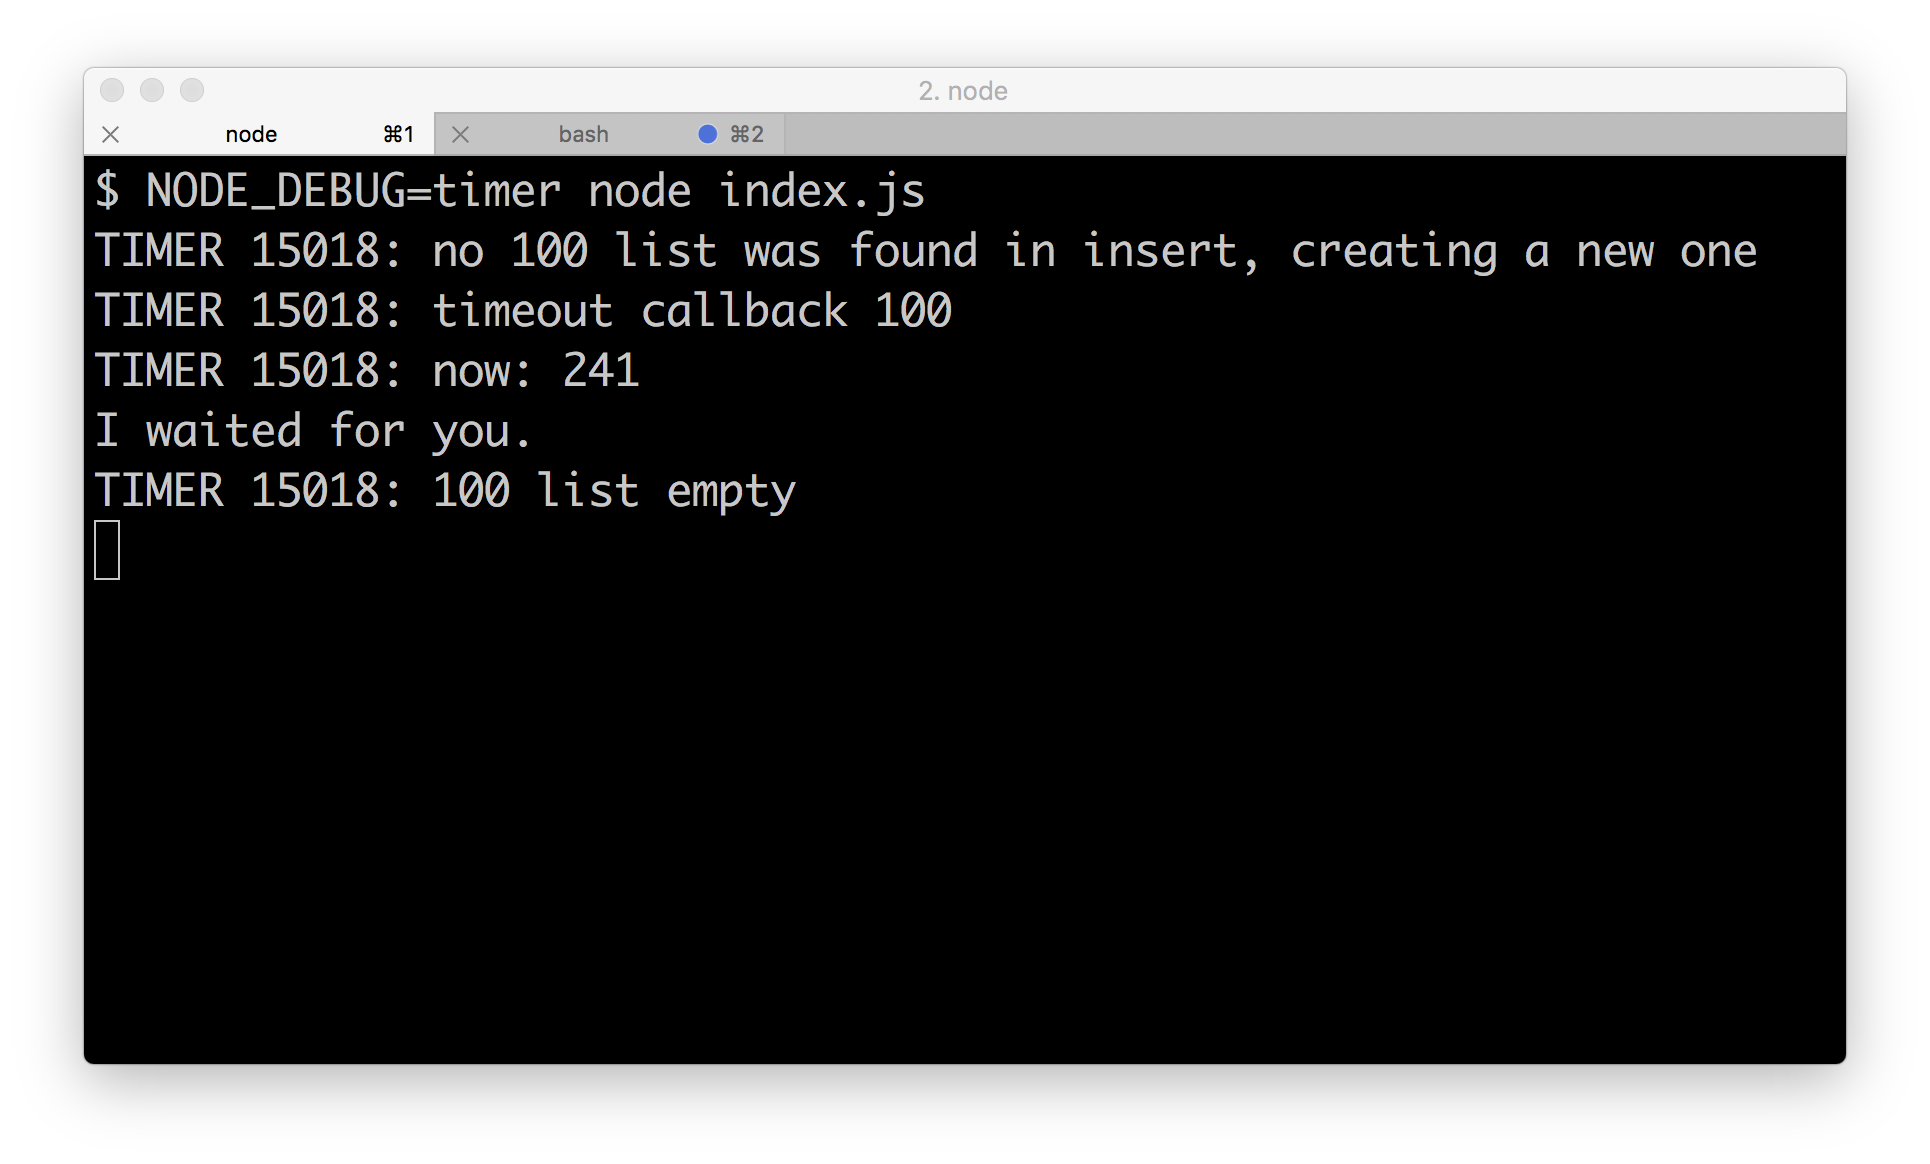 2. node
node ⌘1 bash ⌘2
$ NODE_DEBUG=timer node index.js
TIMER 15018: no 100 list was found in insert, creating a new one
TIMER 15018: timeout callback 100
TIMER 15018: now: 241
I waited for you.
TIMER 15018: 100 list empty